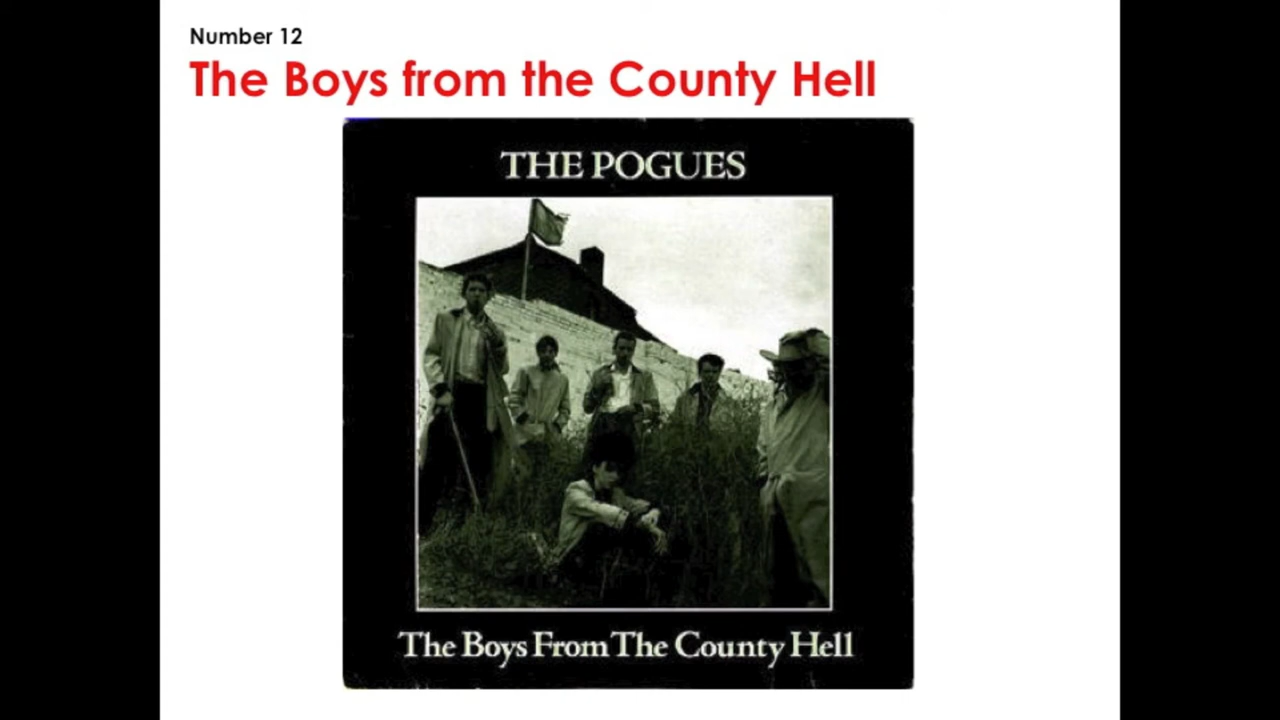 Number 12
The Boys from the County Hell
THE POGUES
The Boys From The County Hell